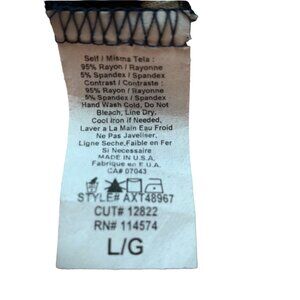 Self / Misma Tela :
95% Rayon / Rayonne
5% Spandex / Spandex
Contrast / Contraste :
95% Rayon / Rayonne
5% Spandex / Spandex
Hand Wash Cold, Do Not
Bleach, Line Dry,
Cool Iron if Needed,
Laver a La Main Eau Froid
Ne Pas Javeliser,
Ligne Seche,Faible en Fer
Si Necessaire
MADE IN U.S.A.
Fabrique en E.U.A.
CA# 07043
STYLE# AXT48967
CUT# 12822
RN# 114574
L/G